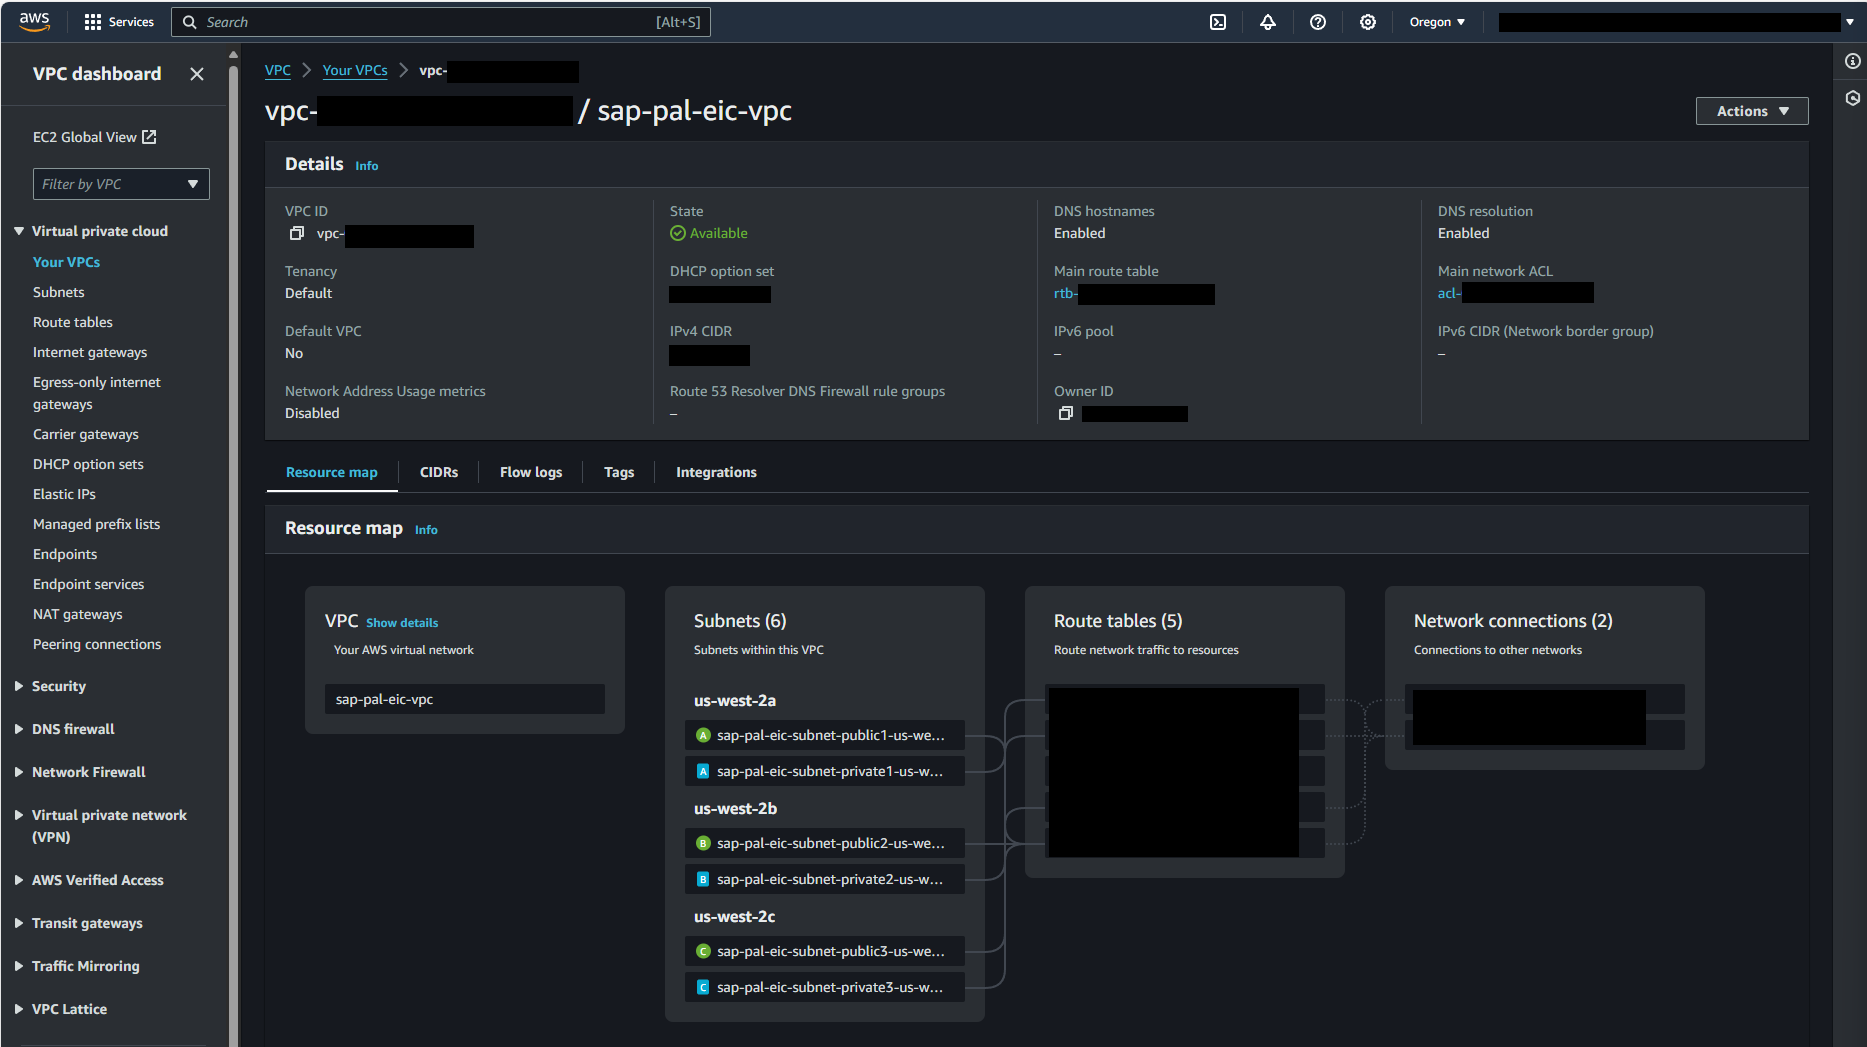 aws
Services
Search
[Alt+S]
Oregon
VPC dashboard
EC2 Global View
Filter by VPC
Virtual private cloud
Your VPCs
Subnets
Route tables
Internet gateways
Egress-only internet
gateways
Carrier gateways
DHCP option sets
Elastic IPs
Managed prefix lists
Endpoints
Endpoint services
NAT gateways
Peering connections
Security
DNS firewall
Network Firewall
Virtual private network
(VPN)
AWS Verified Access
Transit gateways
Traffic Mirroring
VPC Lattice
VPC
Your VPCs
vpc-
vpc- / sap-pal-eic-vpc
Actions
Details Info
VPC ID
vpc-
Tenancy
Default
Default VPC
No
Network Address Usage metrics
Disabled
State
Available
DHCP option set
IPv4 CIDR
Route 53 Resolver DNS Firewall rule groups
–
DNS hostnames
Enabled
Main route table
rtb-
IPv6 pool
–
Owner ID
DNS resolution
Enabled
Main network ACL
acl-
IPv6 CIDR (Network border group)
–
Resource map
CIDRs
Flow logs
Tags
Integrations
Resource map Info
VPC Show details
Your AWS virtual network
sap-pal-eic-vpc
Subnets (6)
Subnets within this VPC
us-west-2a
A sap-pal-eic-subnet-public1-us-we...
A sap-pal-eic-subnet-private1-us-w...
us-west-2b
B sap-pal-eic-subnet-public2-us-we...
B sap-pal-eic-subnet-private2-us-w...
us-west-2c
C sap-pal-eic-subnet-public3-us-we...
C sap-pal-eic-subnet-private3-us-w...
Route tables (5)
Route network traffic to resources
Network connections (2)
Connections to other networks